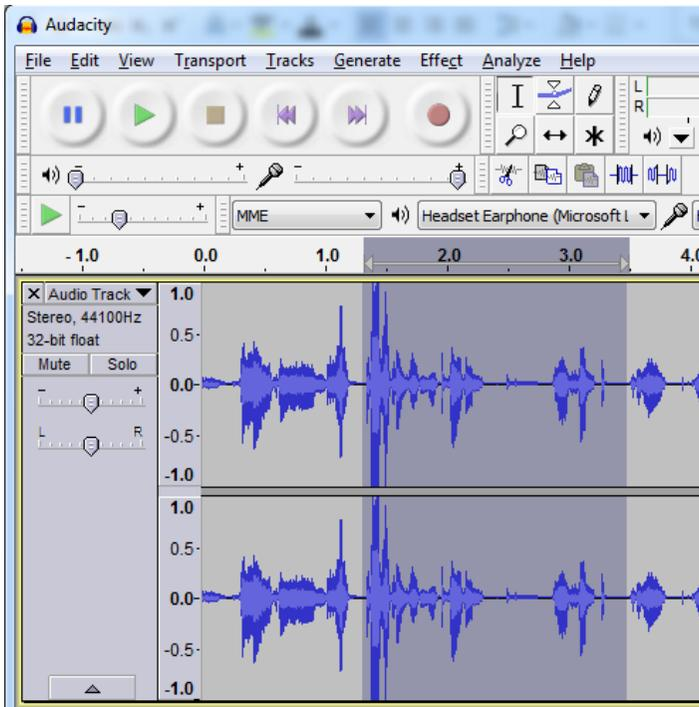 Audacity
File Edit View Transport Tracks Generate Effect Analyze Help
L
R
MME
Headset Earphone (Microsoft L
- 1.0 0.0 1.0 2.0 3.0 4.0
X Audio Track
Stereo, 44100Hz
32-bit float
Mute Solo
- +
L R
1.0
0.5-
0.0-
-0.5-
-1.0
1.0
0.5-
0.0-
-0.5-
-1.0